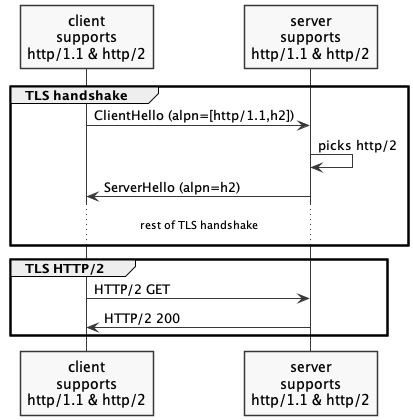 client
supports
http/1.1 & http/2
server
supports
http/1.1 & http/2
TLS handshake
ClientHello (alpn=[http/1.1,h2])
picks http/2
ServerHello (alpn=h2)
rest of TLS handshake
TLS HTTP/2
HTTP/2 GET
HTTP/2 200
client
supports
http/1.1 & http/2
server
supports
http/1.1 & http/2